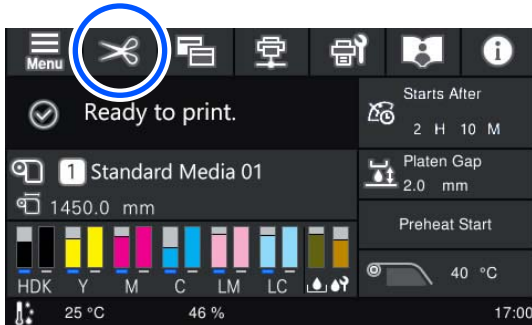 Menu
Ready to print.
Starts After
2 H 10 M
1 Standard Media 01
Platen Gap
2.0 mm
1450.0 mm
Preheat Start
HDK Y M C LM LC
40 °C
25 °C 46 % 17:00